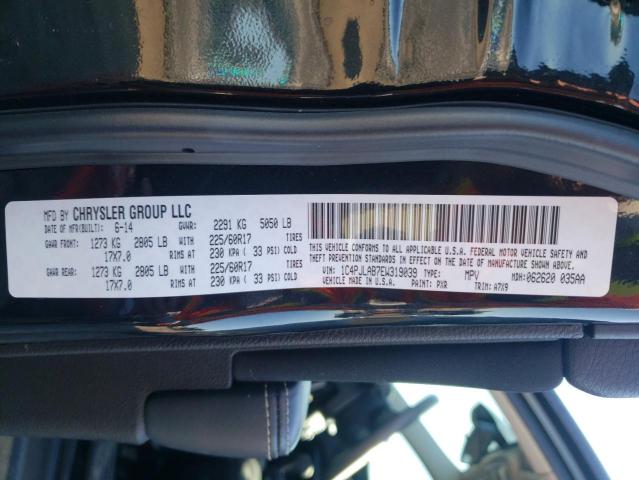 MFD BY CHRYSLER GROUP LLC
DATE OF MFR(BUILT): 6-14 GVWR: 2291 KG 5050 LB
GAWR FRONT: 1273 KG 2805 LB WITH 225/60R17 TIRES
17X7.0 RIMS AT 230 KPA ( 33 PSI) COLD
GAWR REAR: 1273 KG 2805 LB WITH 225/60R17 TIRES
17X7.0 RIMS AT 230 KPA ( 33 PSI) COLD
THIS VEHICLE CONFORMS TO ALL APPLICABLE U.S.A. FEDERAL MOTOR VEHICLE SAFETY AND
THEFT PREVENTION STANDARDS IN EFFECT ON THE DATE OF MANUFACTURE SHOWN ABOVE.
VIN: 1C4PJLAB7EW319039 TYPE: MPV MDH: 062620 035AA
VEHICLE MADE IN U.S.A. PAINT: PXR TRIM: A7X9